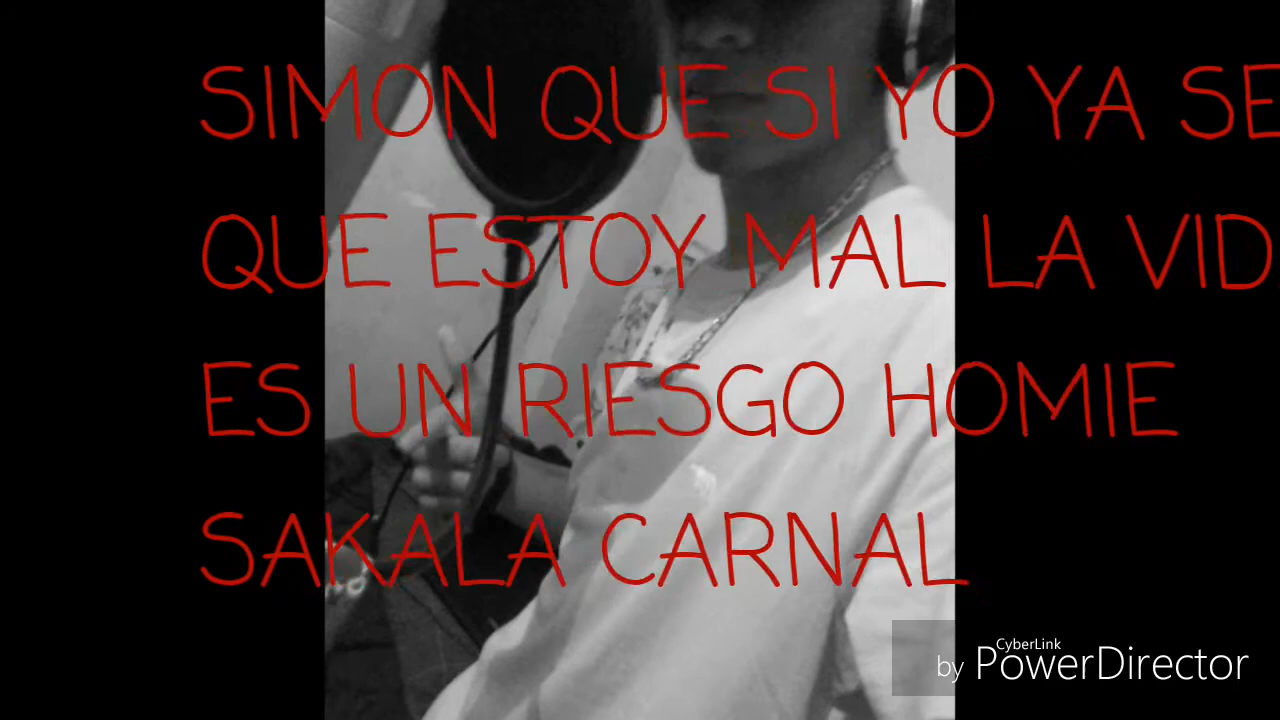 SIMON QUE SI YO YA SE
QUE ESTOY MAL LA VID
ES UN RIESGO HOMIE
SAKALA CARNAL
CyberLink
by PowerDirector